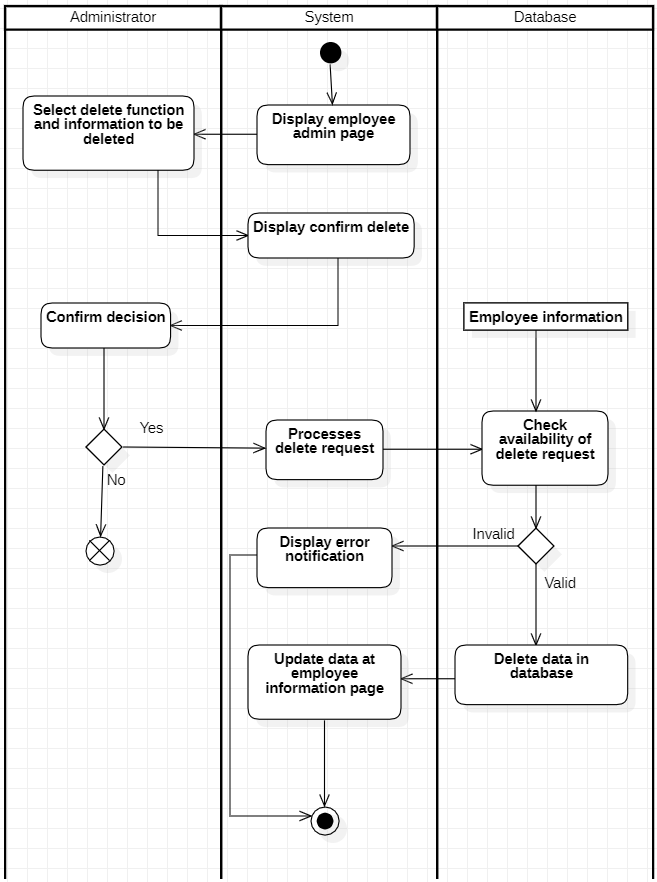 Administrator
System
Database
Select delete function
and information to be
deleted
Display employee
admin page
Display confirm delete
Confirm decision
Employee information
Yes
Processes
delete request
Check
availability of
delete request
No
Display error
notification
Invalid
Valid
Update data at
employee
information page
Delete data in
database